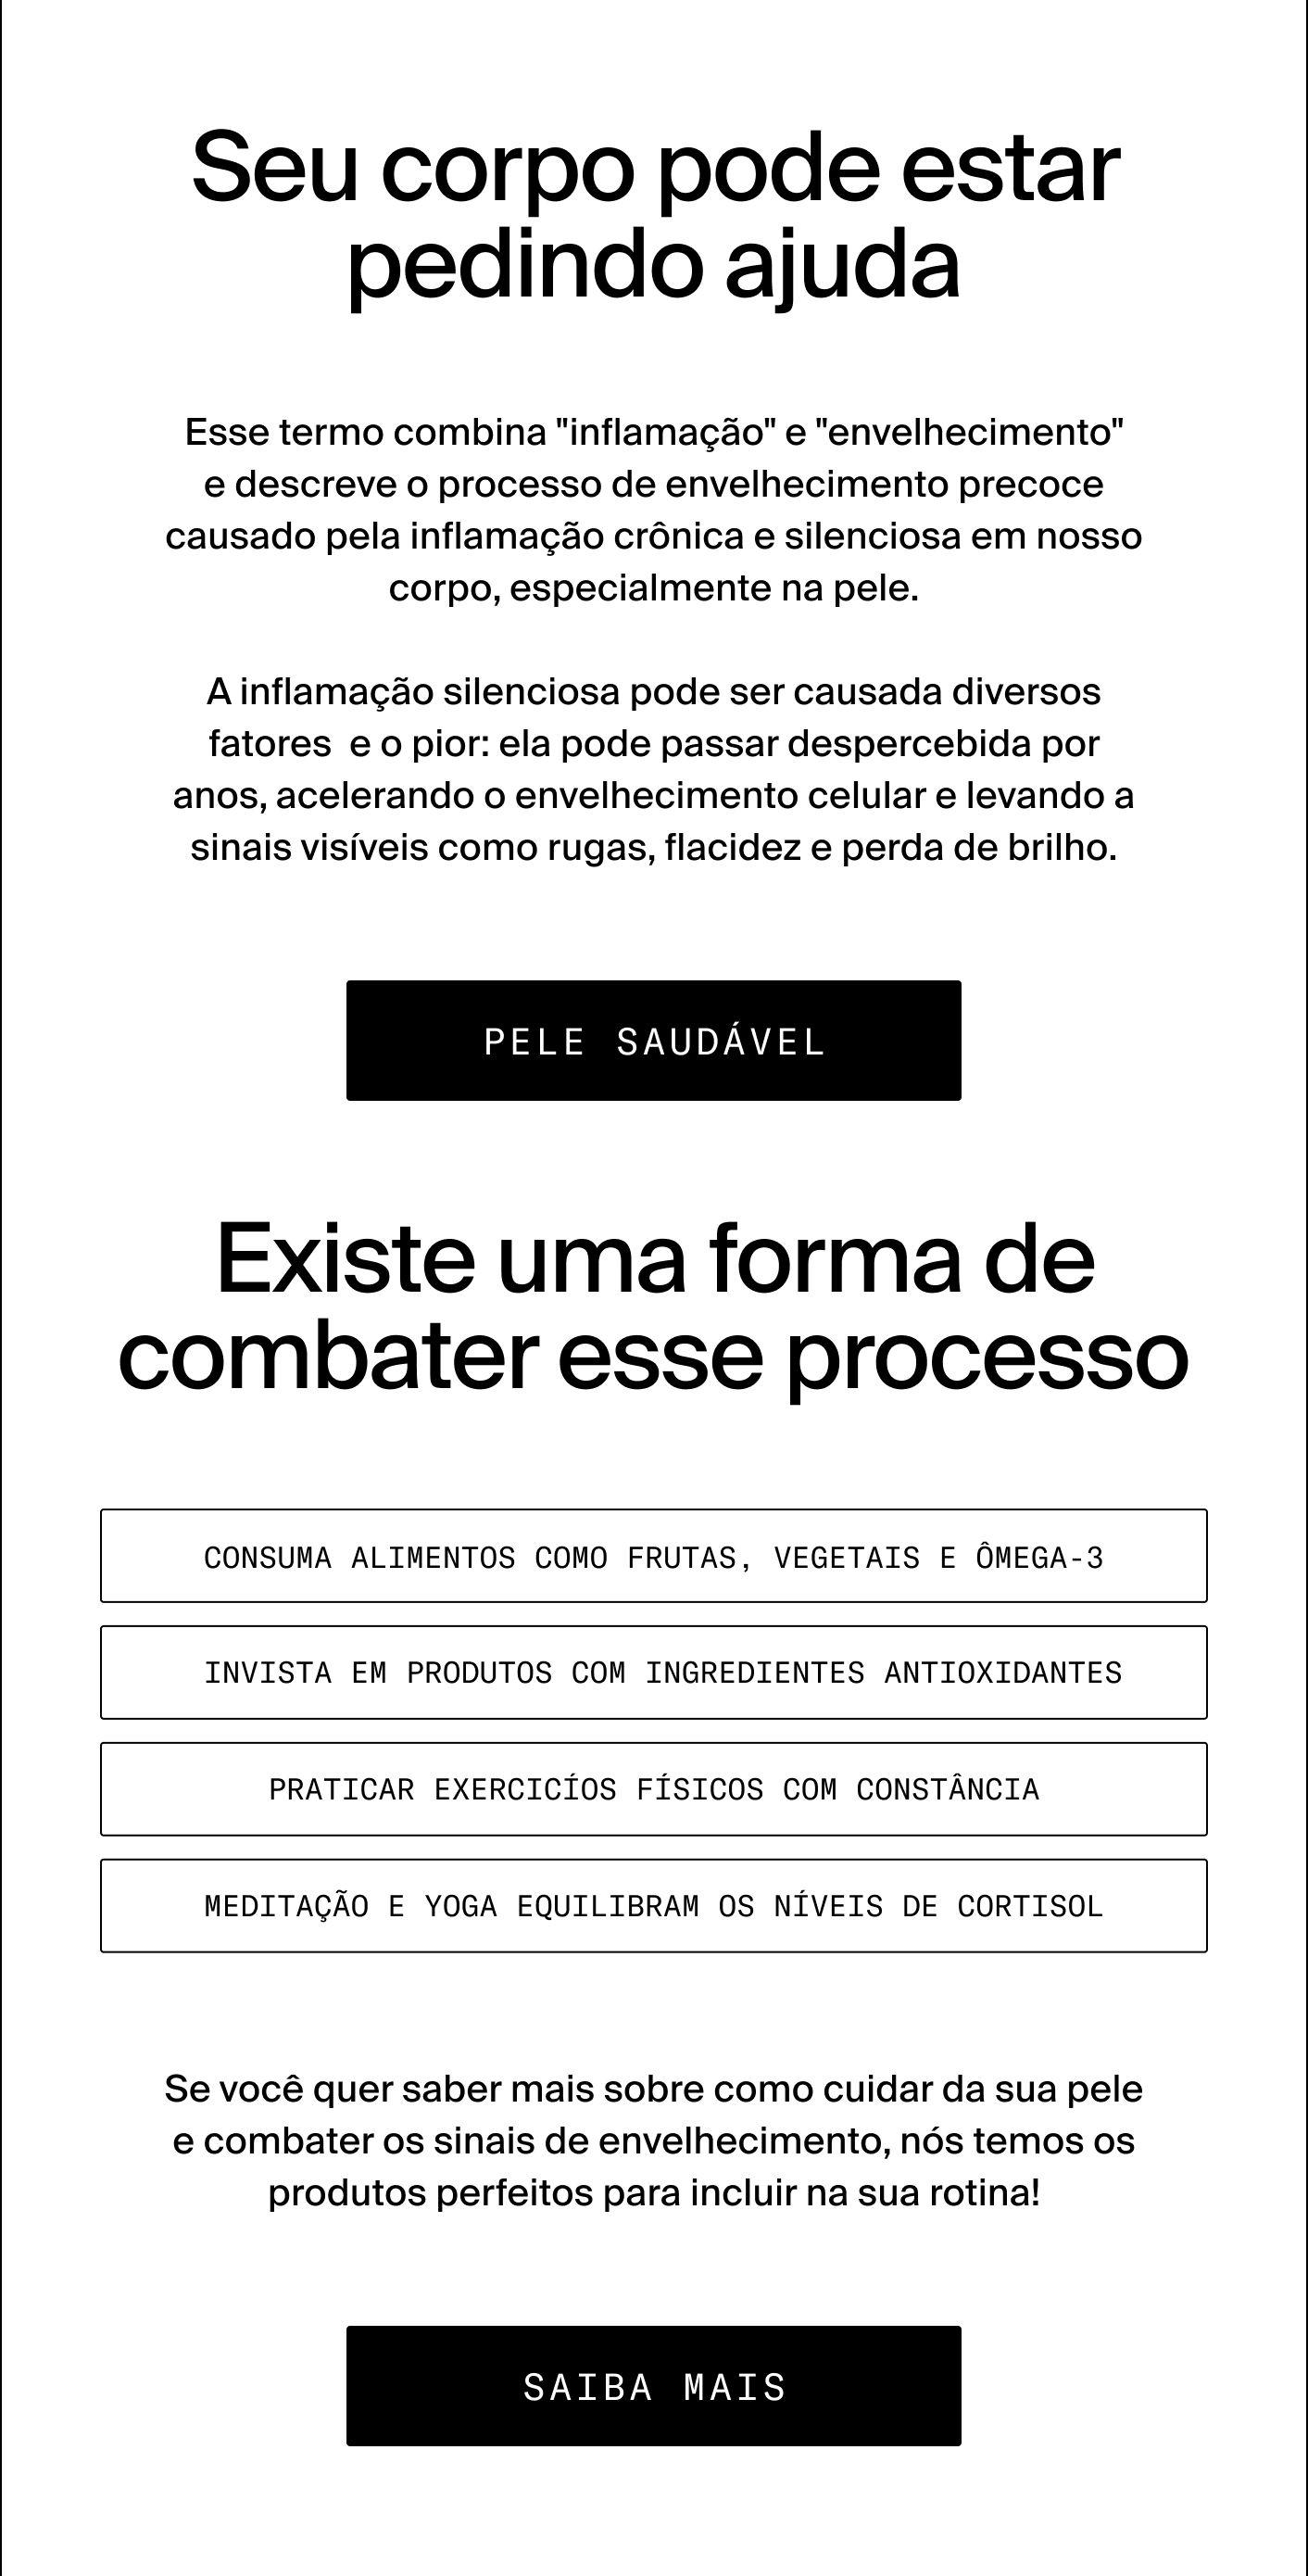 Seu corpo pode estar
pedindo ajuda
Esse termo combina "inflamação" e "envelhecimento"
e descreve o processo de envelhecimento precoce
causado pela inflamação crônica e silenciosa em nosso
corpo, especialmente na pele.
A inflamação silenciosa pode ser causada diversos
fatores  e o pior: ela pode passar despercebida por
anos, acelerando o envelhecimento celular e levando a
sinais visíveis como rugas, flacidez e perda de brilho.
PELE SAUDÁVEL
Existe uma forma de
combater esse processo
CONSUMA ALIMENTOS COMO FRUTAS, VEGETAIS E ÔMEGA-3
INVISTA EM PRODUTOS COM INGREDIENTES ANTIOXIDANTES
PRATICAR EXERCICÍOS FÍSICOS COM CONSTÂNCIA
MEDITAÇÃO E YOGA EQUILIBRAM OS NÍVEIS DE CORTISOL
Se você quer saber mais sobre como cuidar da sua pele
e combater os sinais de envelhecimento, nós temos os
produtos perfeitos para incluir na sua rotina!
SAIBA MAIS